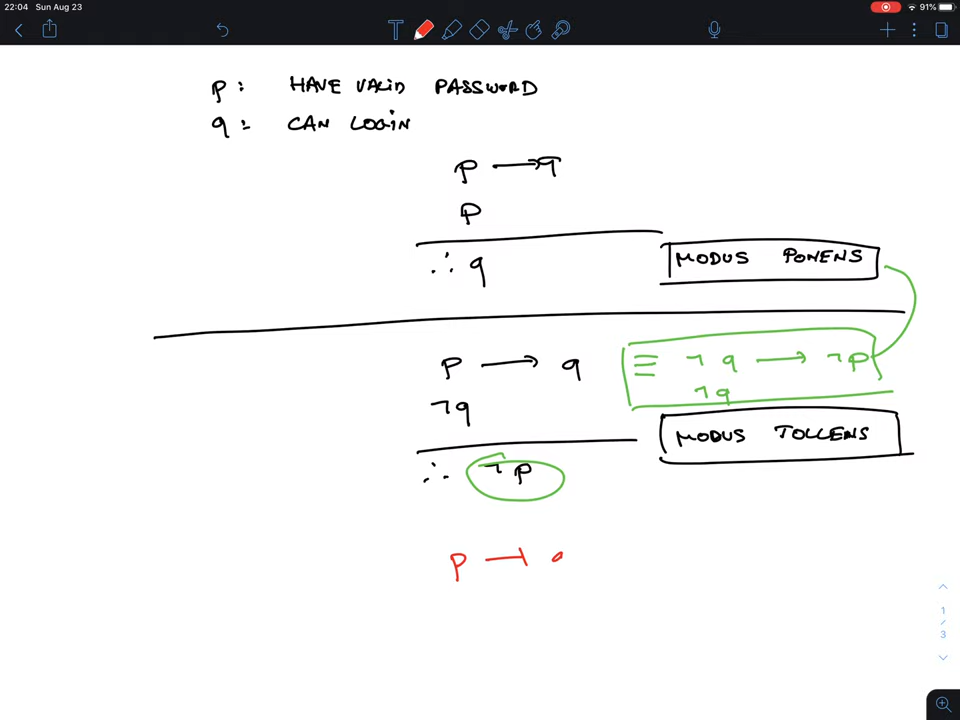 22:04 Sun Aug 23 91%
T
p: HAVE VALID PASSWORD
q: CAN LOGIN
p → q
p
∴ q MODUS PONENS
p → q ≡ ¬q → ¬p
¬q ¬q
MODUS TOLLENS
∴ ¬p
p →
1
/
3